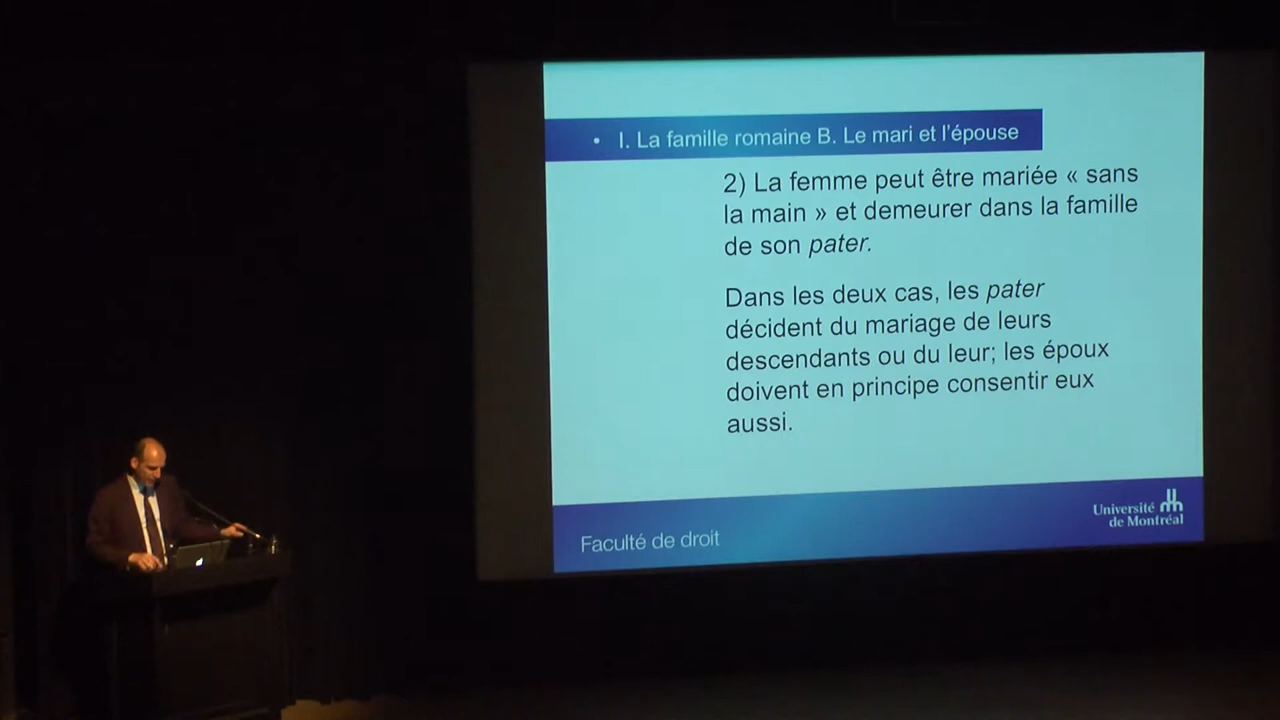 • I. La famille romaine B. Le mari et l'épouse
2) La femme peut être mariée « sans
la main » et demeurer dans la famille
de son pater.
Dans les deux cas, les pater
décident du mariage de leurs
descendants ou du leur; les époux
doivent en principe consentir eux
aussi.
Faculté de droit
Université
de Montréal